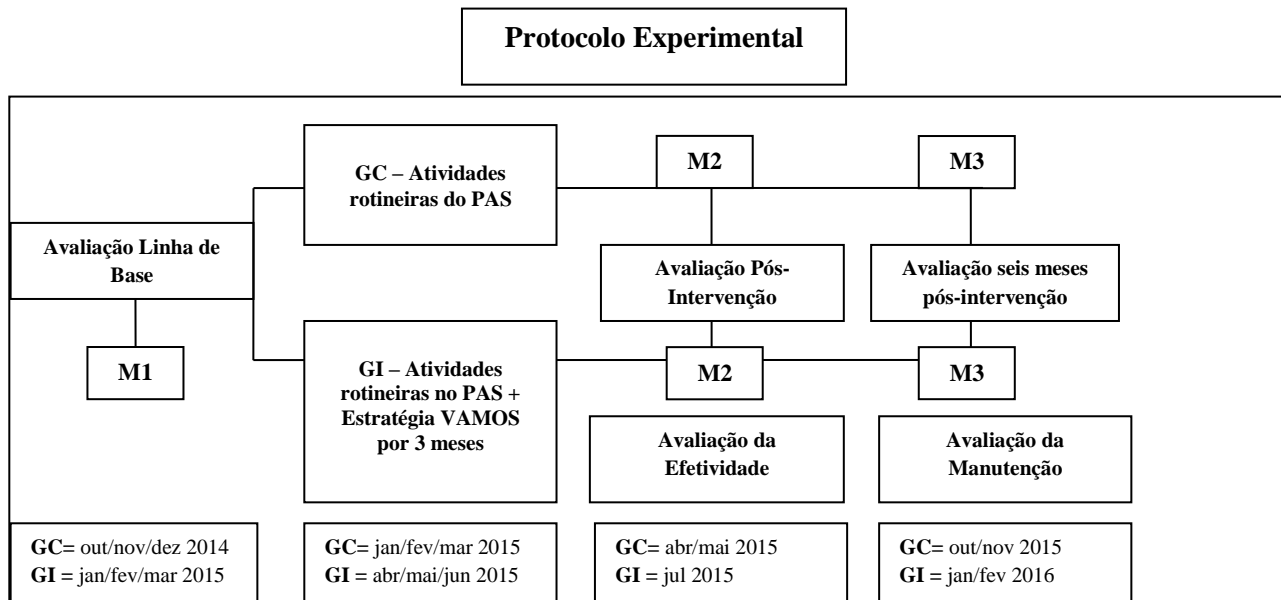 Protocolo Experimental
GC – Atividades
rotineiras do PAS
M2
M3
Avaliação Linha de
Base
Avaliação Pós-
Intervenção
Avaliação seis meses
pós-intervenção
M1
GI – Atividades
rotineiras no PAS +
Estratégia VAMOS
por 3 meses
M2
M3
Avaliação da
Efetividade
Avaliação da
Manutenção
GC= out/nov/dez 2014
GI = jan/fev/mar 2015
GC= jan/fev/mar 2015
GI = abr/mai/jun 2015
GC= abr/mai 2015
GI = jul 2015
GC= out/nov 2015
GI = jan/fev 2016